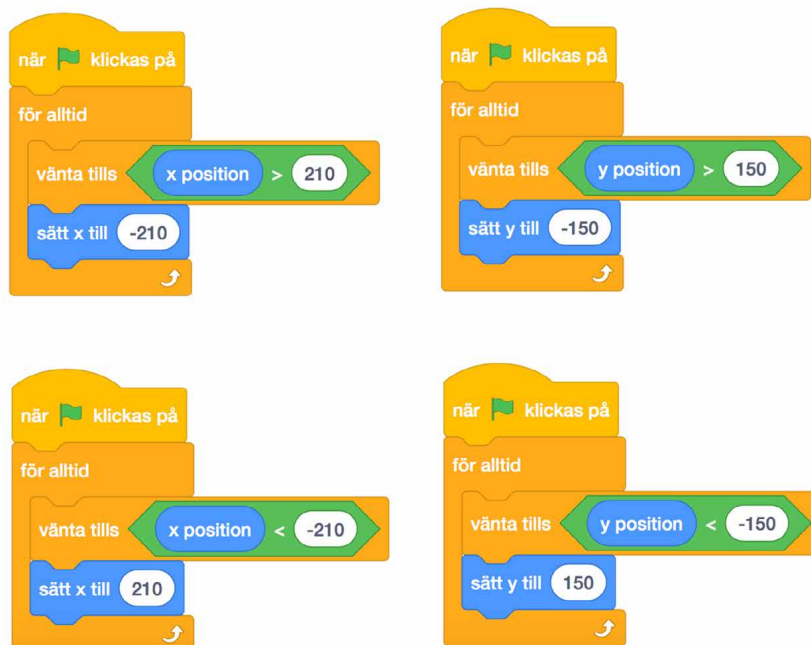 när klickas på
för alltid
vänta tills x position > 210
sätt x till -210
när klickas på
för alltid
vänta tills y position > 150
sätt y till -150
när klickas på
för alltid
vänta tills x position < -210
sätt x till 210
när klickas på
för alltid
vänta tills y position < -150
sätt y till 150